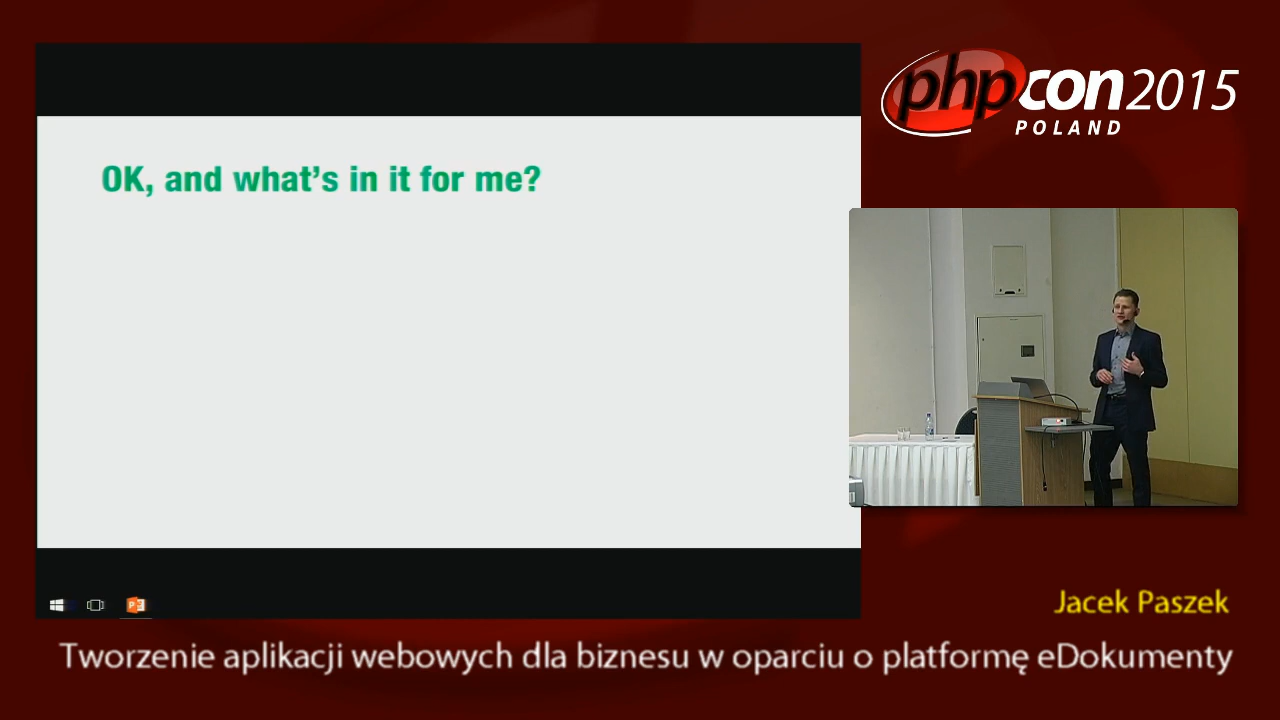 OK, and what's in it for me?
phpcon2015
POLAND
Jacek Paszek
Tworzenie aplikacji webowych dla biznesu w oparciu o platformę eDokumenty